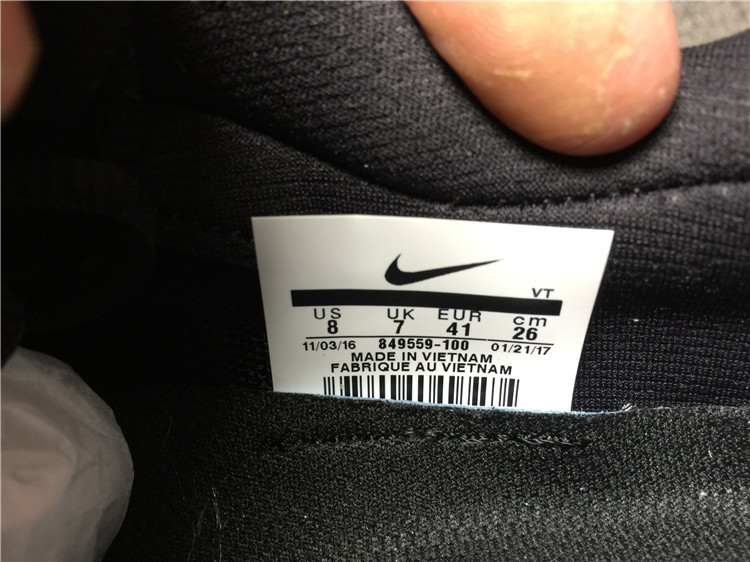 VT
US UK EUR cm
8 7 41 26
11/03/16 849559-100 01/21/17
MADE IN VIETNAM
FABRIQUE AU VIETNAM